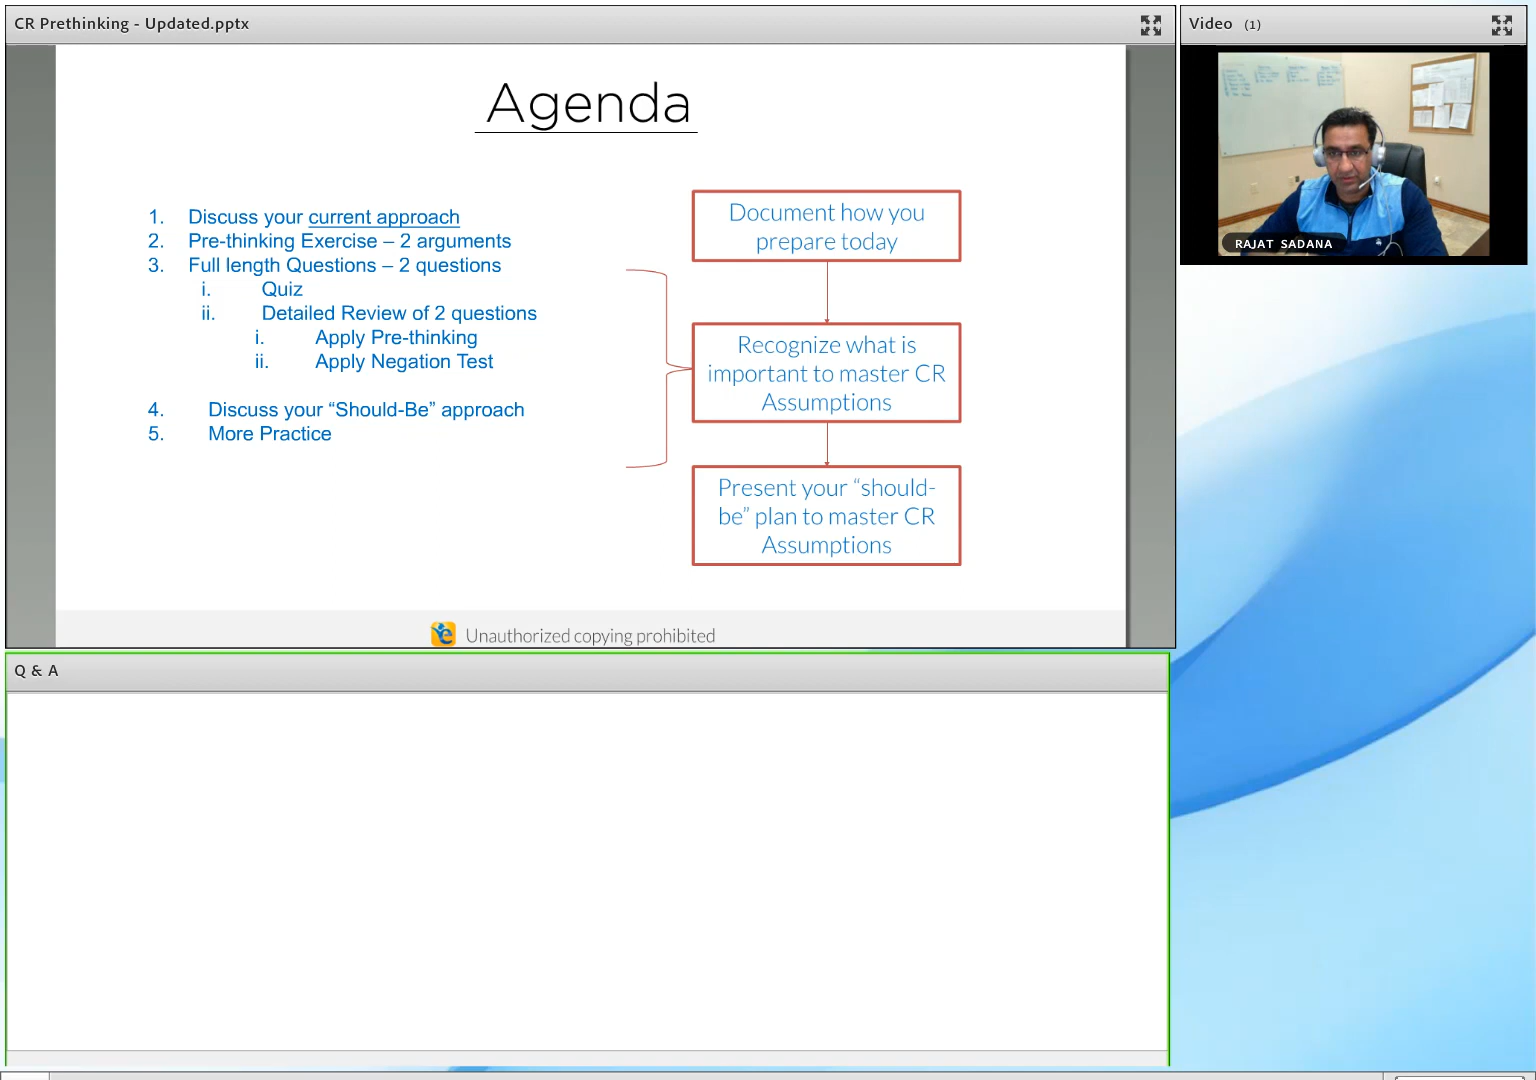 CR Prethinking - Updated.pptx
Agenda
1. Discuss your current approach
2. Pre-thinking Exercise – 2 arguments
3. Full length Questions – 2 questions
i. Quiz
ii. Detailed Review of 2 questions
i. Apply Pre-thinking
ii. Apply Negation Test
4. Discuss your “Should-Be” approach
5. More Practice
Document how you
prepare today
Recognize what is
important to master CR
Assumptions
Present your “should-
be” plan to master CR
Assumptions
Unauthorized copying prohibited
Video (1)
RAJAT SADANA
Q & A